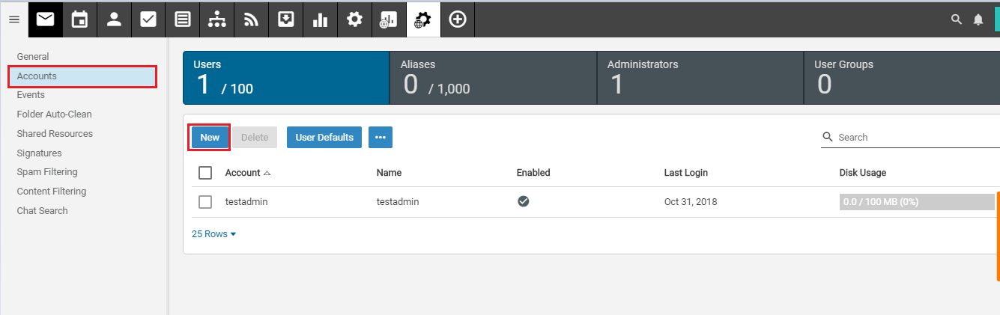 General
Accounts
Events
Folder Auto-Clean
Shared Resources
Signatures
Spam Filtering
Content Filtering
Chat Search
Users
1 / 100
Aliases
0 / 1,000
Administrators
1
User Groups
0
New Delete User Defaults ••• Search
Account Name Enabled Last Login Disk Usage
testadmin testadmin Oct 31, 2018 0.0 / 100 MB (0%)
25 Rows